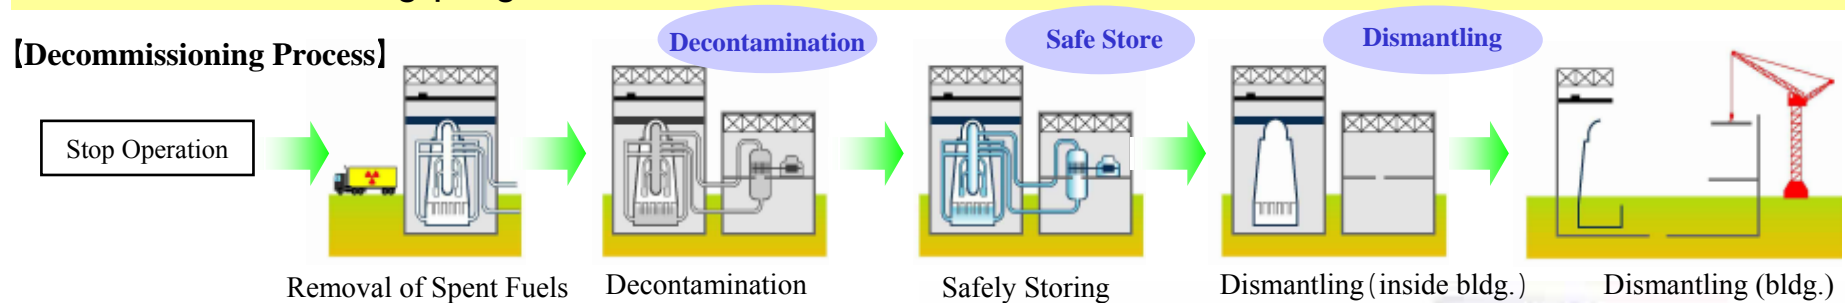 Decontamination
Safe Store
Dismantling
【Decommissioning Process】
Stop Operation
Removal of Spent Fuels
Decontamination
Safely Storing
Dismantling（inside bldg.）
Dismantling (bldg.)